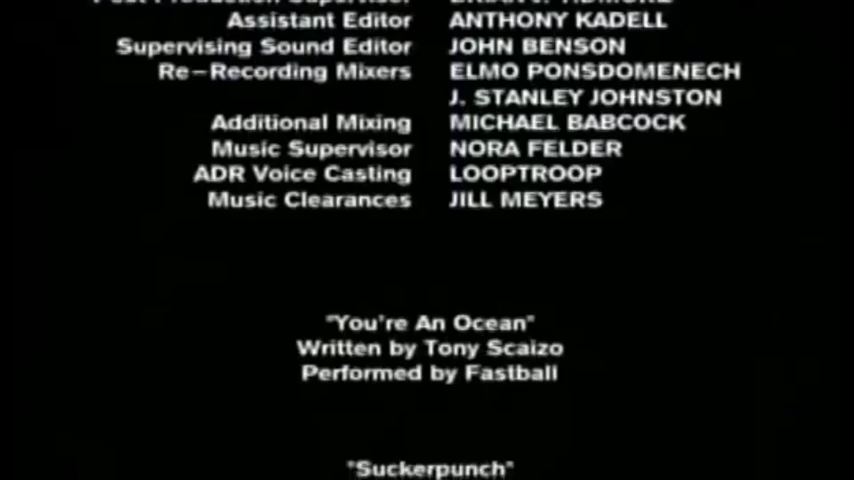 Assistant Editor ANTHONY KADELL
Supervising Sound Editor JOHN BENSON
Re-Recording Mixers ELMO PONSDOMENECH
J. STANLEY JOHNSTON
Additional Mixing MICHAEL BABCOCK
Music Supervisor NORA FELDER
ADR Voice Casting LOOPTROOP
Music Clearances JILL MEYERS
"You're An Ocean"
Written by Tony Scalzo
Performed by Fastball
"Suckerpunch"